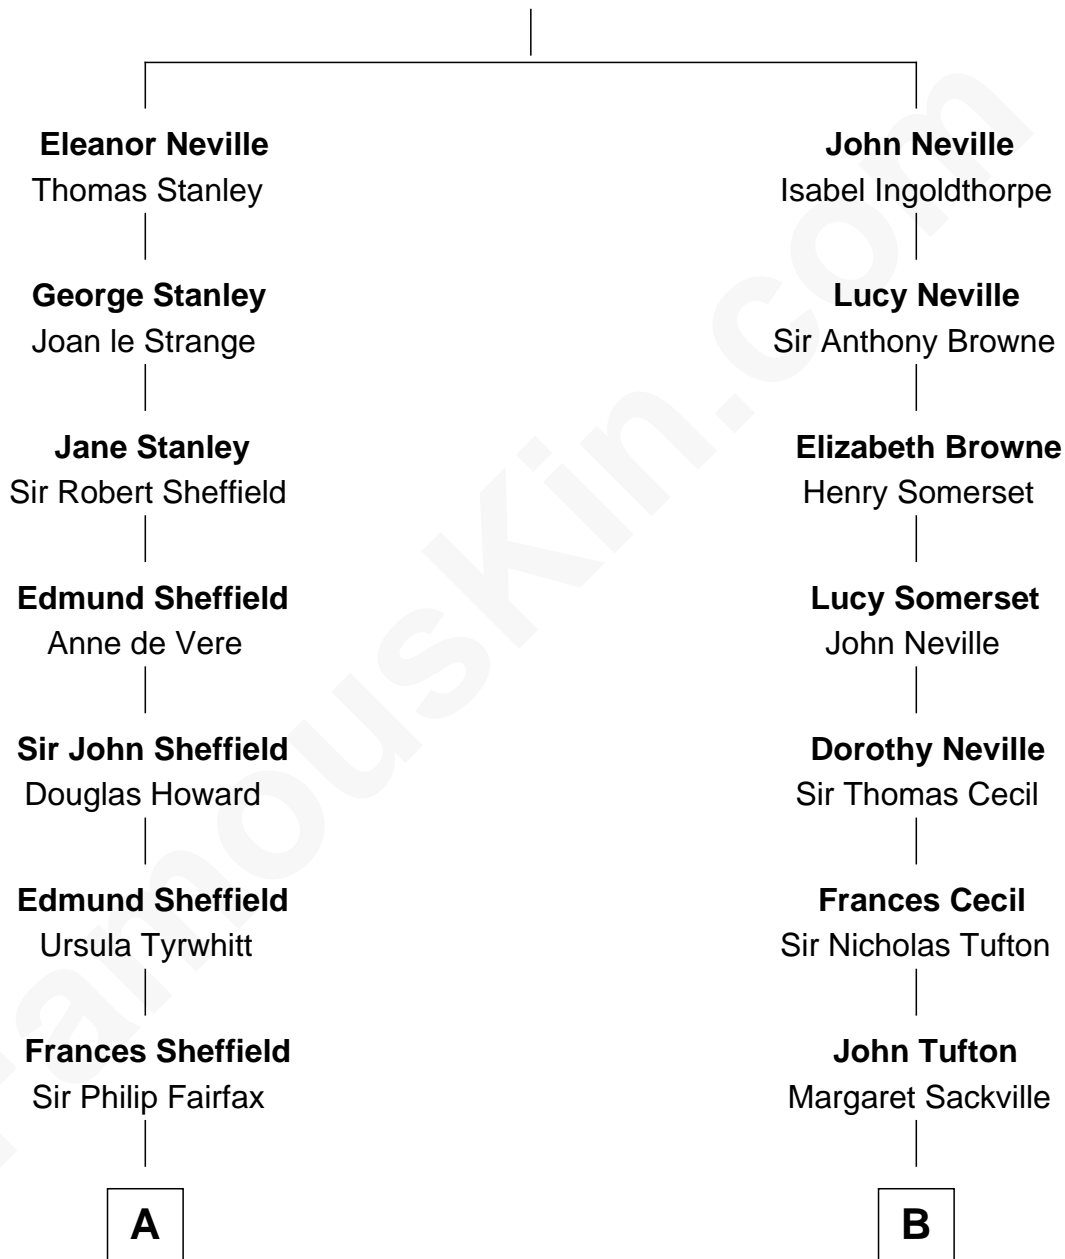 Eleanor Neville
Thomas Stanley
George Stanley
Joan le Strange
Jane Stanley
Sir Robert Sheffield
Edmund Sheffield
Anne de Vere
Sir John Sheffield
Douglas Howard
Edmund Sheffield
Ursula Tyrwhitt
Frances Sheffield
Sir Philip Fairfax
A
John Neville
Isabel Ingoldthorpe
Lucy Neville
Sir Anthony Browne
Elizabeth Browne
Henry Somerset
Lucy Somerset
John Neville
Dorothy Neville
Sir Thomas Cecil
Frances Cecil
Sir Nicholas Tufton
John Tufton
Margaret Sackville
B
FamousKin.com